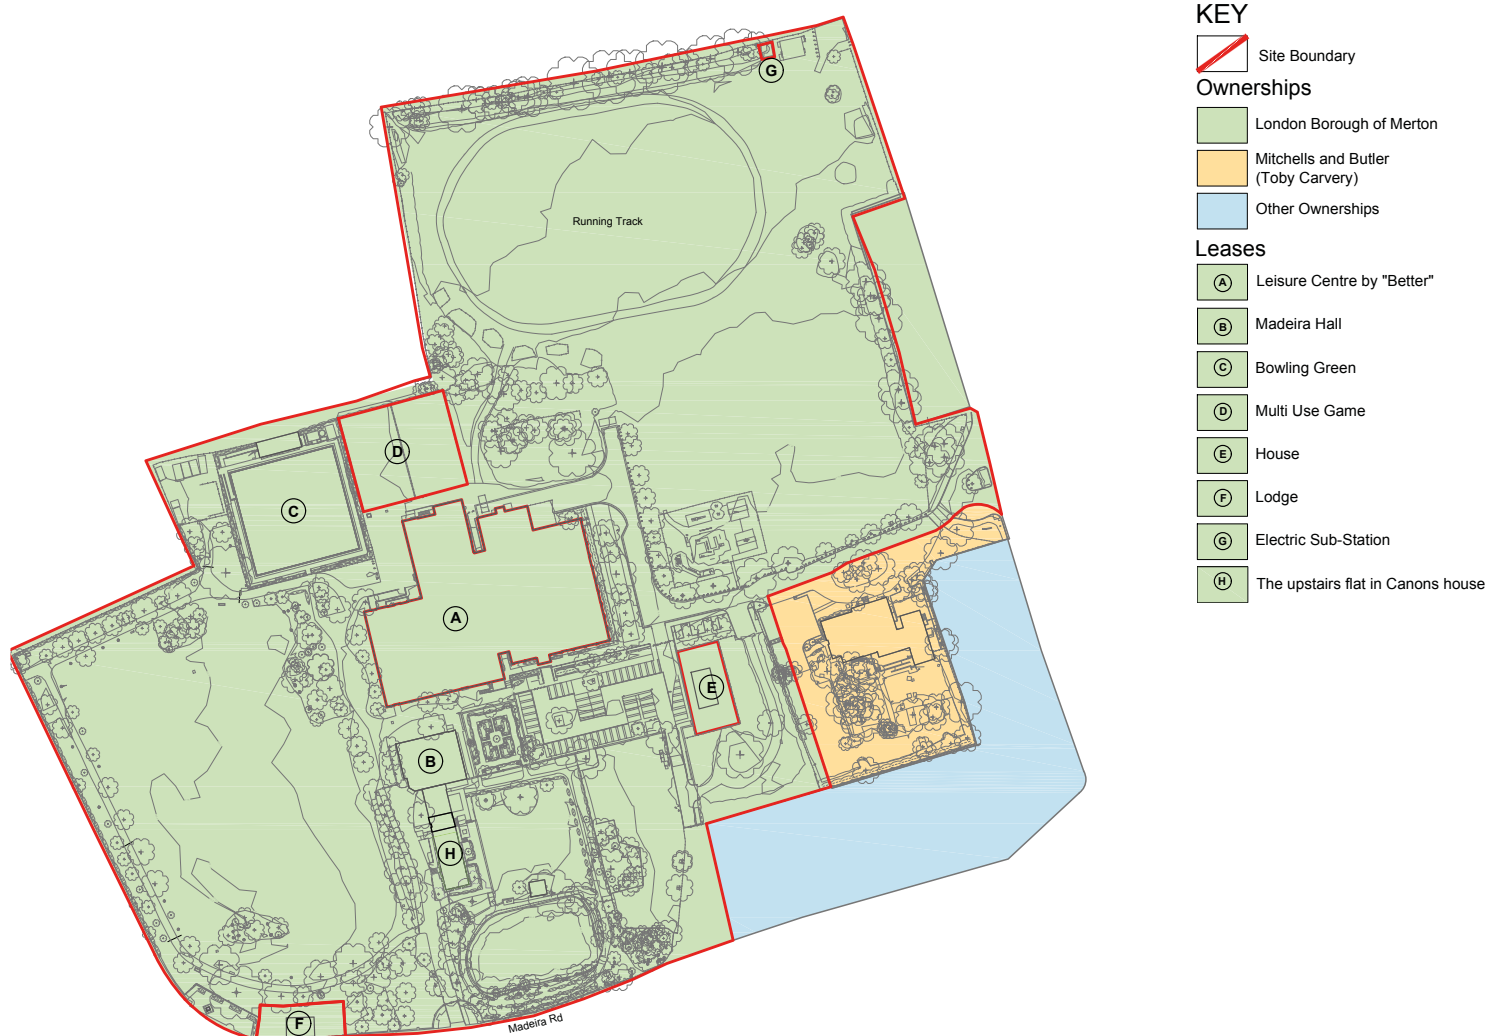 KEY
Site Boundary
Ownerships
London Borough of Merton
Mitchells and Butler
(Toby Carvery)
Other Ownerships
Leases
A Leisure Centre by "Better"
B Madeira Hall
C Bowling Green
D Multi Use Game
E House
F Lodge
G Electric Sub-Station
H The upstairs flat in Canons house
G
Running Track
D
C
A
E
B
H
F
Madeira Rd